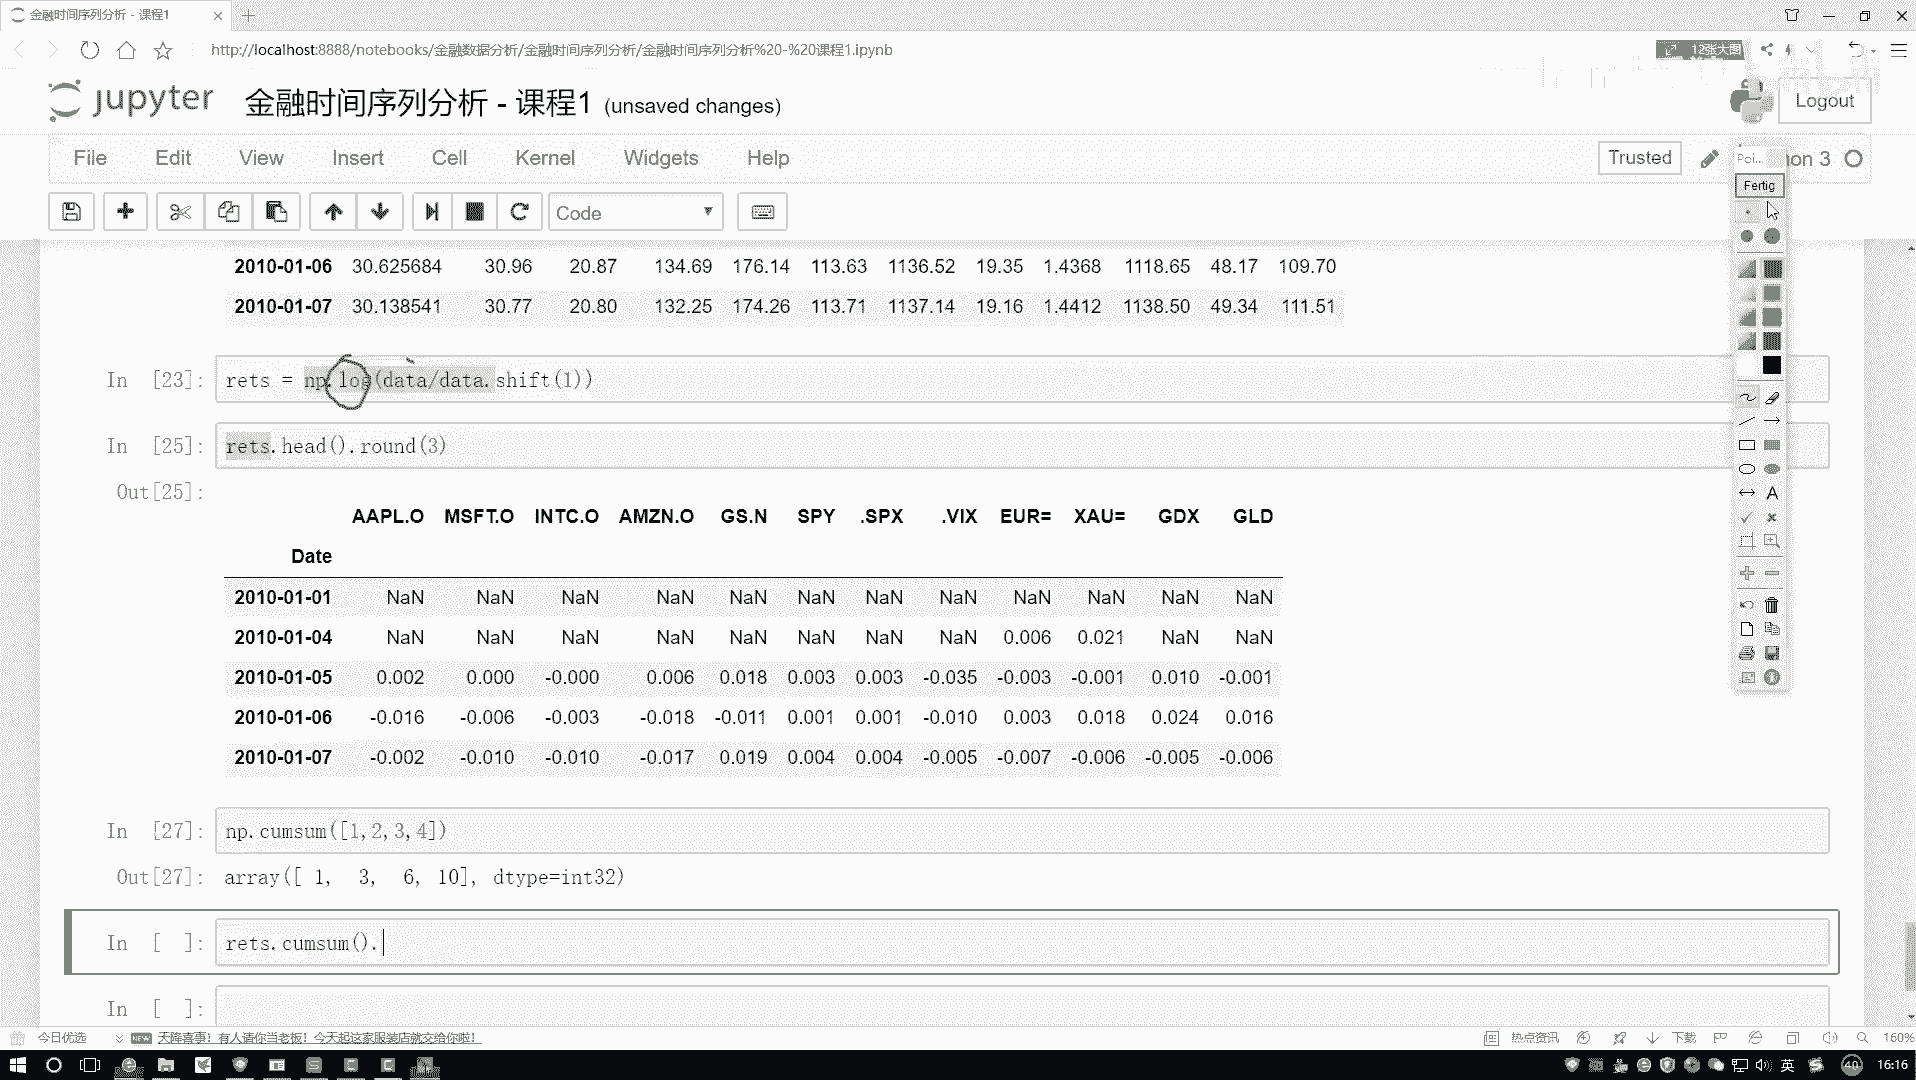 金融时间序列分析 - 课程1
http://localhost:8888/notebooks/金融数据分析/金融时间序列分析/金融时间序列分析%20-%20课程1.ipynb
12张大图
jupyter 金融时间序列分析 - 课程1 (unsaved changes)
Logout
File Edit View Insert Cell Kernel Widgets Help
Trusted
Poi... hon 3
Fertig
Code
2010-01-06 30.625684 30.96 20.87 134.69 176.14 113.63 1136.52 19.35 1.4368 1118.65 48.17 109.70
2010-01-07 30.138541 30.77 20.80 132.25 174.26 113.71 1137.14 19.16 1.4412 1138.50 49.34 111.51
In [23]: rets = np.log(data/data.shift(1))
In [25]: rets.head().round(3)
Out[25]:
AAPL.O MSFT.O INTC.O AMZN.O GS.N SPY .SPX .VIX EUR= XAU= GDX GLD
Date
2010-01-01 NaN NaN NaN NaN NaN NaN NaN NaN NaN NaN NaN NaN
2010-01-04 NaN NaN NaN NaN NaN NaN NaN NaN 0.006 0.021 NaN NaN
2010-01-05 0.002 0.000 -0.000 0.006 0.018 0.003 0.003 -0.035 -0.003 -0.001 0.010 -0.001
2010-01-06 -0.016 -0.006 -0.003 -0.018 -0.011 0.001 0.001 -0.010 0.003 0.018 0.024 0.016
2010-01-07 -0.002 -0.010 -0.010 -0.017 0.019 0.004 0.004 -0.005 -0.007 -0.006 -0.005 -0.006
In [27]: np.cumsum([1,2,3,4])
Out[27]: array([ 1, 3, 6, 10], dtype=int32)
In [ ]: rets.cumsum().
In [ ]:
今日优选 NEW 天降喜事！有人请你当老板！今天起这家服装店就交给你啦！ 热点资讯 下载 160%
英 40 16:16